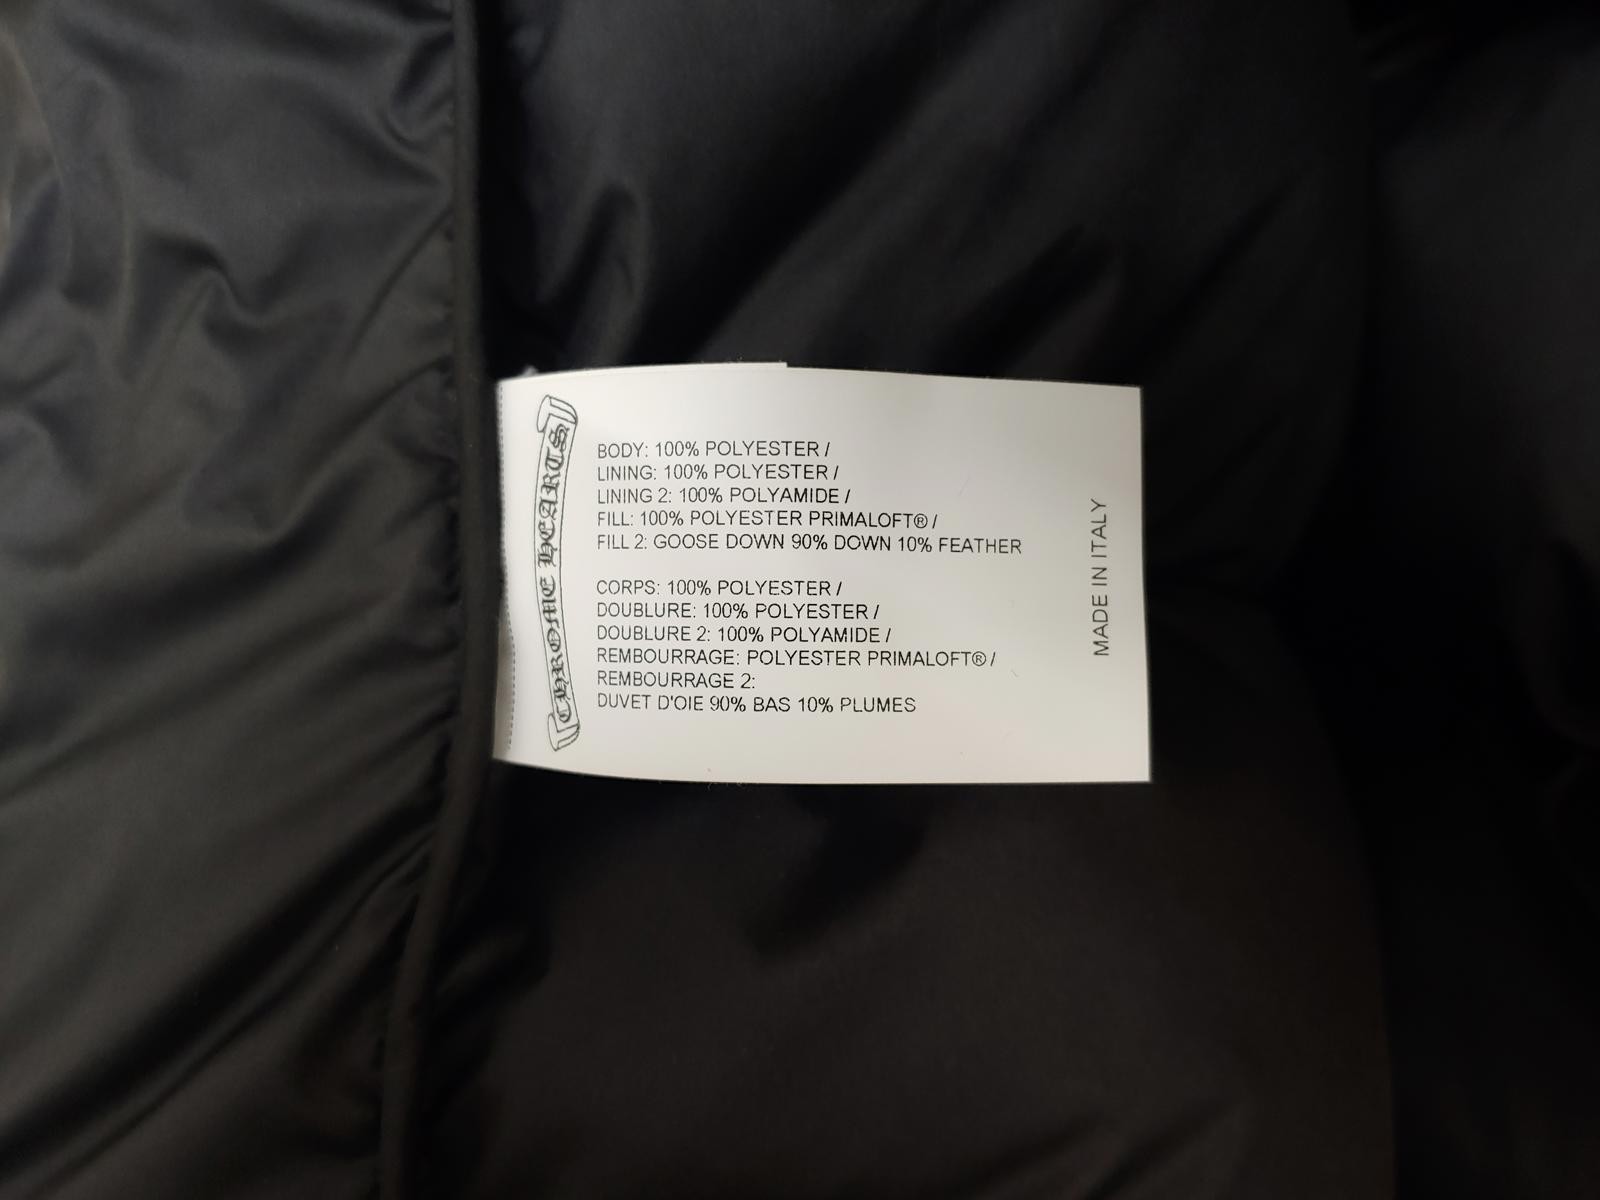 CHROME HEARTS
BODY: 100% POLYESTER /
LINING: 100% POLYESTER /
LINING 2: 100% POLYAMIDE /
FILL: 100% POLYESTER PRIMALOFT® /
FILL 2: GOOSE DOWN 90% DOWN 10% FEATHER
CORPS: 100% POLYESTER /
DOUBLURE: 100% POLYESTER /
DOUBLURE 2: 100% POLYAMIDE /
REMBOURRAGE: POLYESTER PRIMALOFT® /
REMBOURRAGE 2:
DUVET D'OIE 90% BAS 10% PLUMES
MADE IN ITALY